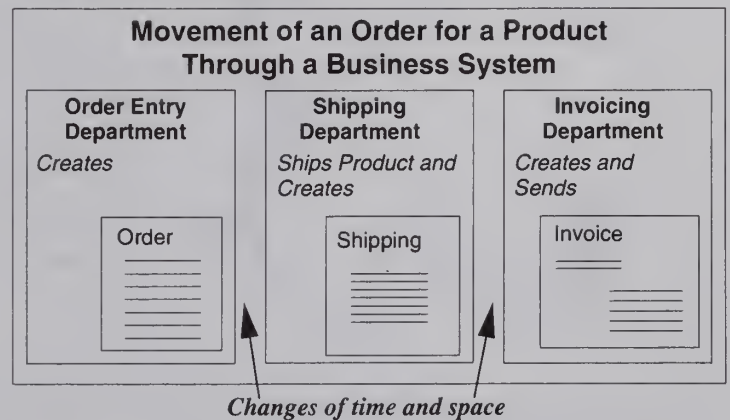 Movement of an Order for a Product
Through a Business System
Order Entry
Department
Creates
Order
Shipping
Department
Ships Product and
Creates
Shipping
Invoicing
Department
Creates and
Sends
Invoice
Changes of time and space